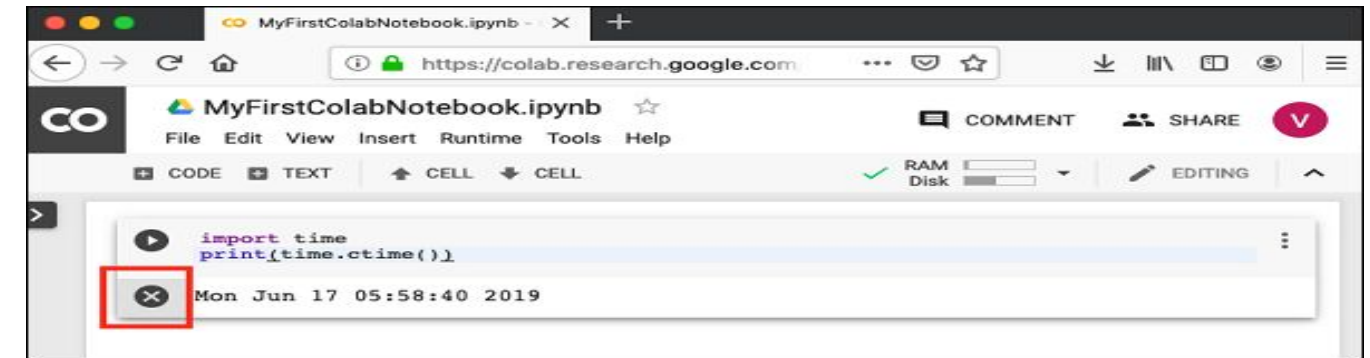 MyFirstColabNotebook.ipynb -
https://colab.research.google.com
CO MyFirstColabNotebook.ipynb COMMENT SHARE V
File Edit View Insert Runtime Tools Help
CODE TEXT CELL CELL RAM Disk EDITING
import time
print(time.ctime())
Mon Jun 17 05:58:40 2019